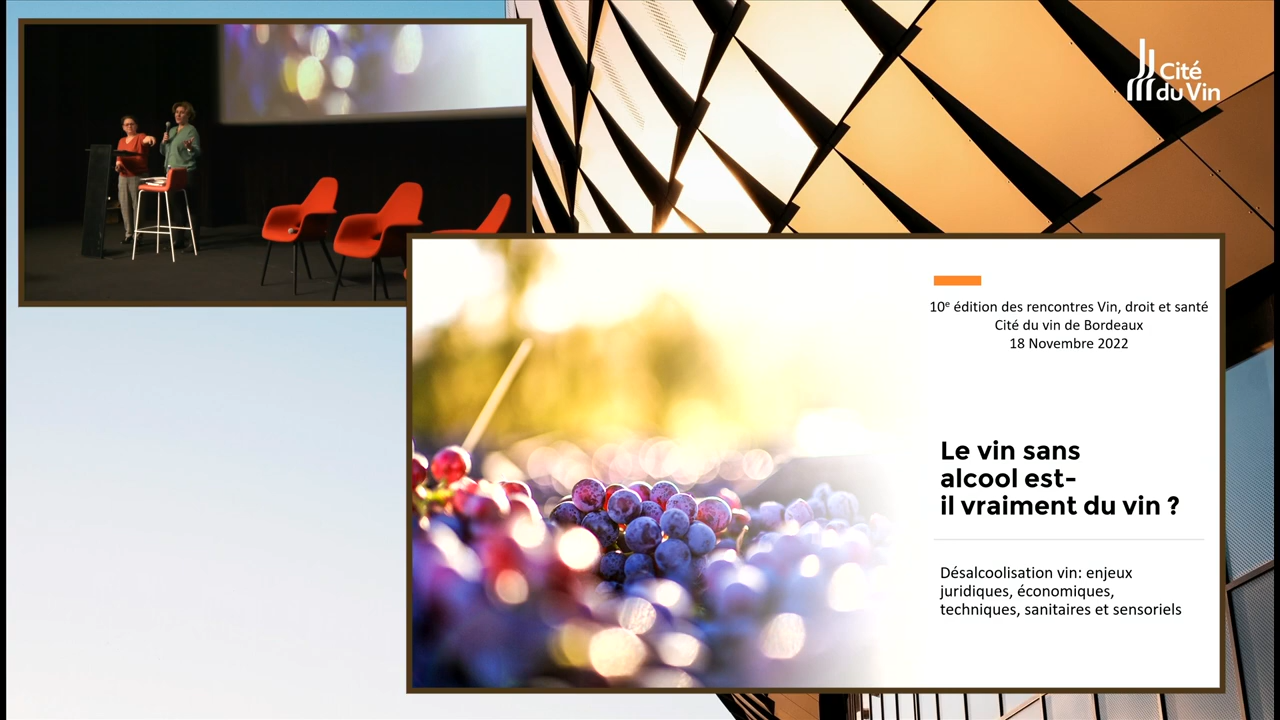 Cité
du Vin
10e édition des rencontres Vin, droit et santé
Cité du vin de Bordeaux
18 Novembre 2022
Le vin sans
alcool est-
il vraiment du vin ?
Désalcoolisation vin: enjeux
juridiques, économiques,
techniques, sanitaires et sensoriels